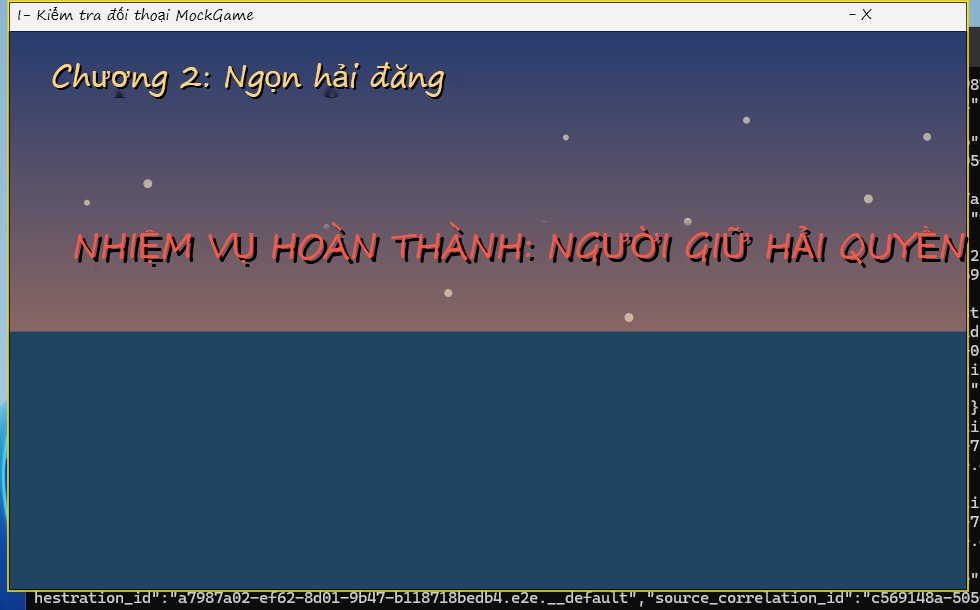 I- Kiểm tra đối thoại MockGame - X
Chương 2: Ngọn hải đăng
NHIỆM VỤ HOÀN THÀNH: NGƯỜI GIỮ HẢI QUYỀN
hestration_id":"a7987a02-ef62-8d01-9b47-b118718bedb4.e2e.__default","source_correlation_id":"c569148a-505